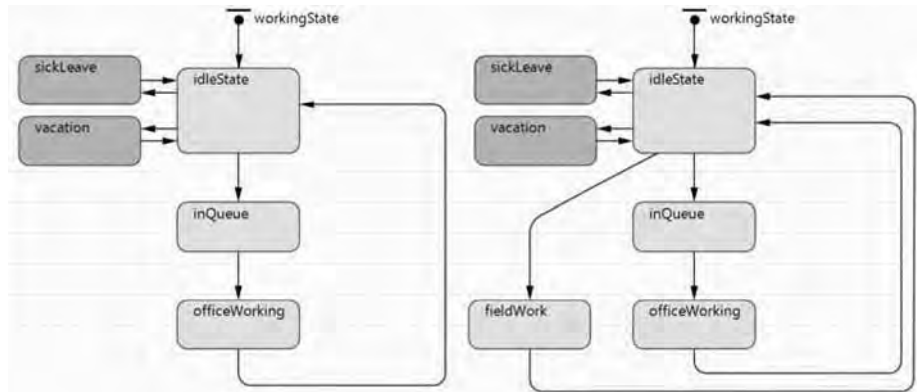 workingState
sickLeave
idleState
vacation
inQueue
officeWorking
workingState
sickLeave
idleState
vacation
inQueue
fieldWork
officeWorking